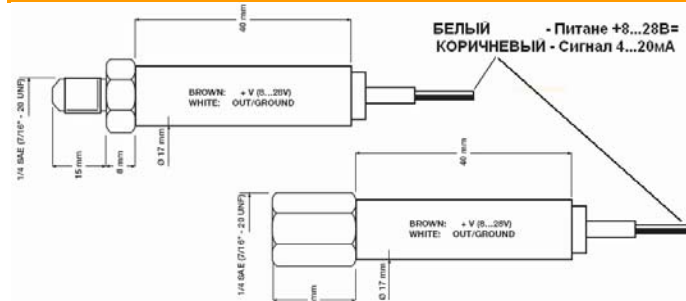 40 mm
БЕЛЫЙ - Питане +8...28В=
КОРИЧНЕВЫЙ - Сигнал 4...20мА
BROWN: + V (8...28V)
WHITE: OUT/GROUND
1/4 SAE (7/16" - 20 UNF)
15 mm
8 mm
Ø 17 mm
40 mm
BROWN: + V (8...28V)
WHITE: OUT/GROUND
1/4 SAE (7/16" - 20 UNF)
mm
Ø 17 mm